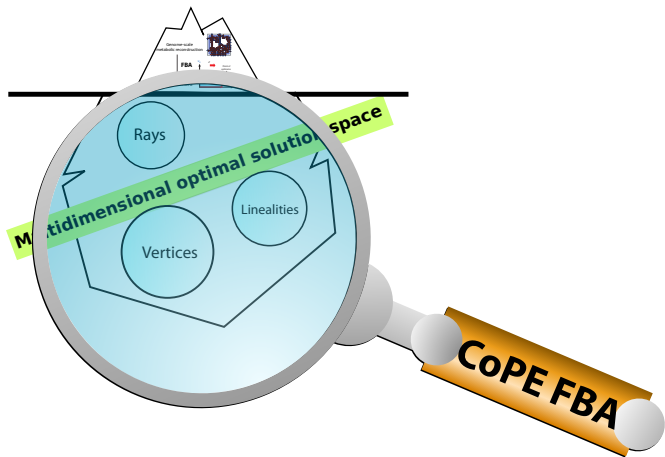 Genome-scale
metabolic reconstruction
FBA
Multidimensional optimal solution space
Rays
Linealities
Vertices
CoPE FBA